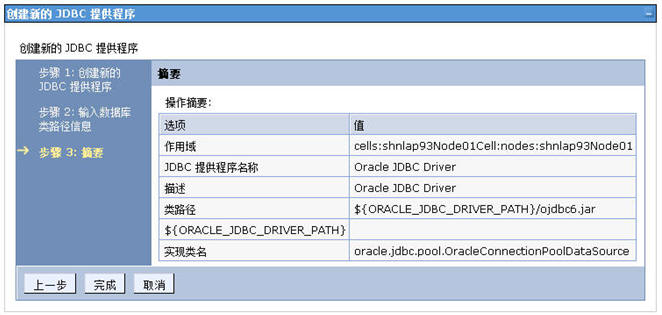 创建新的 JDBC 提供程序
创建新的 JDBC 提供程序
步骤 1: 创建新的
JDBC 提供程序
步骤 2: 输入数据库
类路径信息
步骤 3: 摘要
摘要
操作摘要:
选项 值
作用域 cells:shnlap93Node01Cell:nodes:shnlap93Node01
JDBC 提供程序名称 Oracle JDBC Driver
描述 Oracle JDBC Driver
类路径 ${ORACLE_JDBC_DRIVER_PATH}/ojdbc6.jar
${ORACLE_JDBC_DRIVER_PATH}
实现类名 oracle.jdbc.pool.OracleConnectionPoolDataSource
上一步 完成 取消